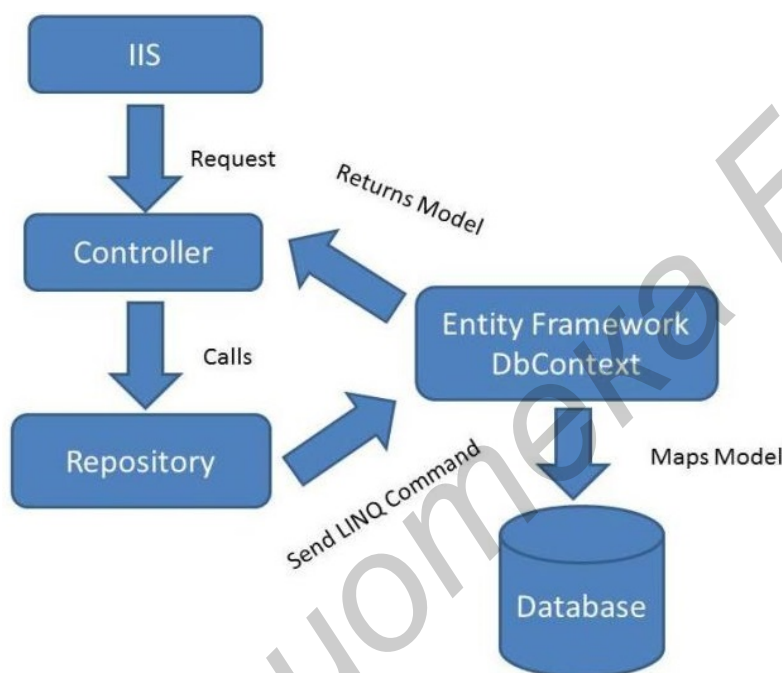 IIS
Request
Returns Model
Controller
Entity Framework
DbContext
Calls
Repository
Send LINQ Command
Maps Model
Database